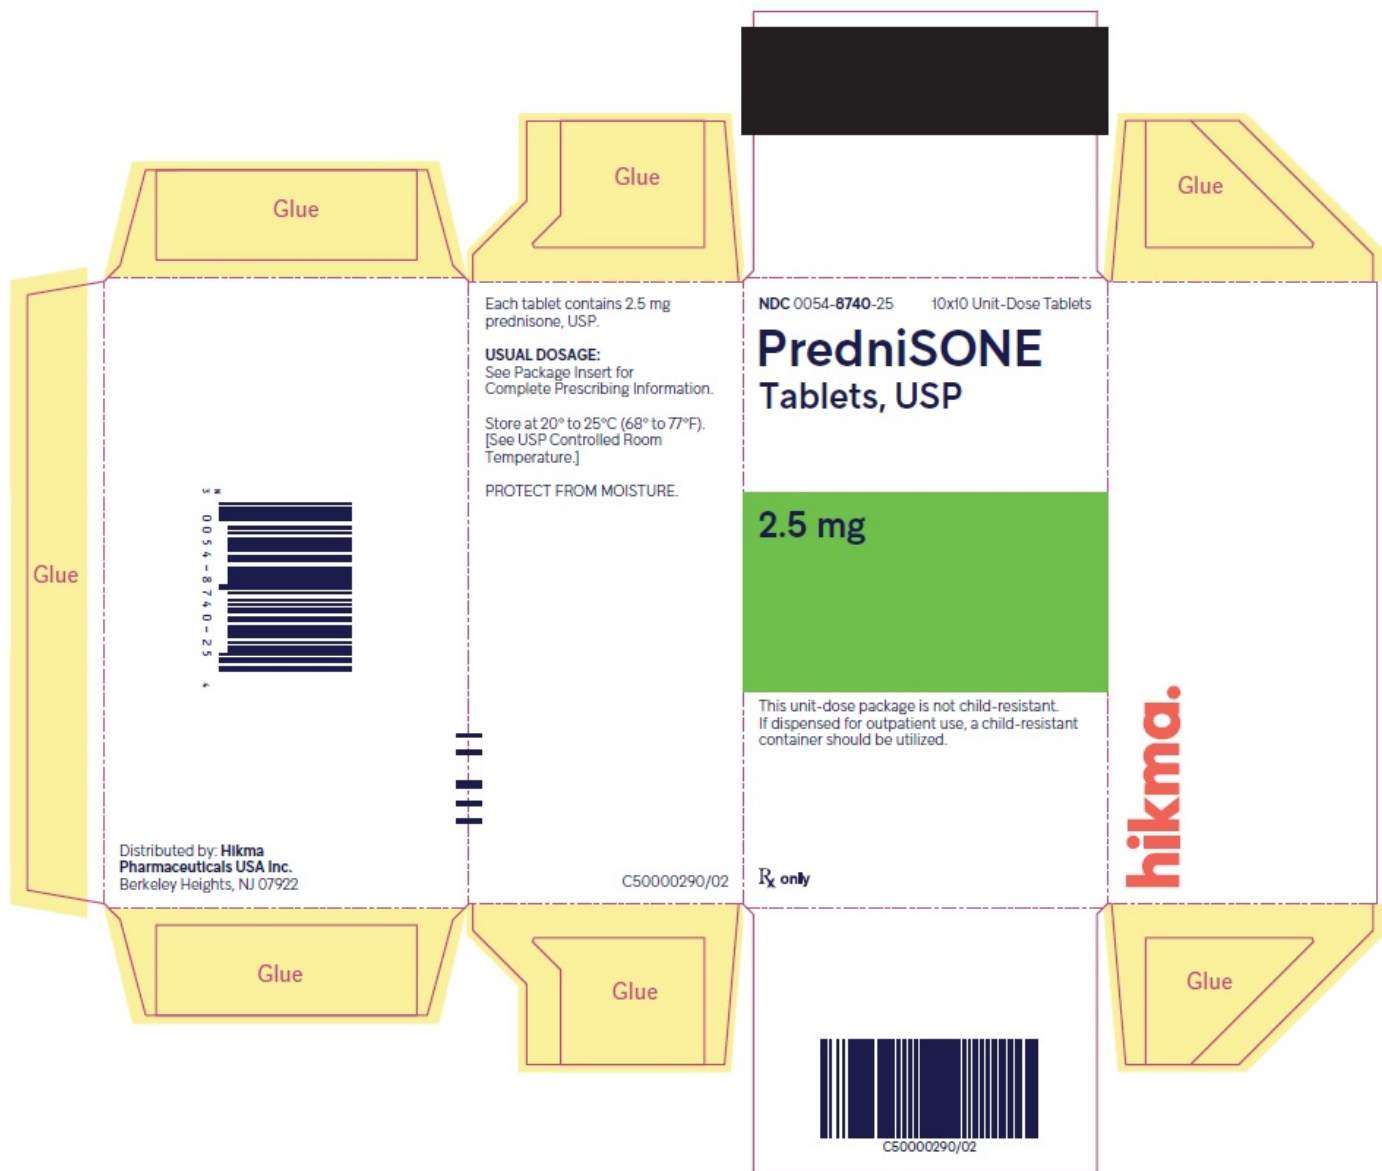 Glue
Glue
Glue
Glue
N
3 0054-8740-25 4
Distributed by: Hikma
Pharmaceuticals USA Inc.
Berkeley Heights, NJ 07922
Glue
Glue
Each tablet contains 2.5 mg
prednisone, USP.
USUAL DOSAGE:
See Package Insert for
Complete Prescribing Information.
Store at 20° to 25°C (68° to 77°F).
[See USP Controlled Room
Temperature.]
PROTECT FROM MOISTURE.
C50000290/02
Glue
NDC 0054-8740-25 10x10 Unit-Dose Tablets
PredniSONE
Tablets, USP
2.5 mg
This unit-dose package is not child-resistant.
If dispensed for outpatient use, a child-resistant
container should be utilized.
Rx only
C50000290/02
hikma.
Glue